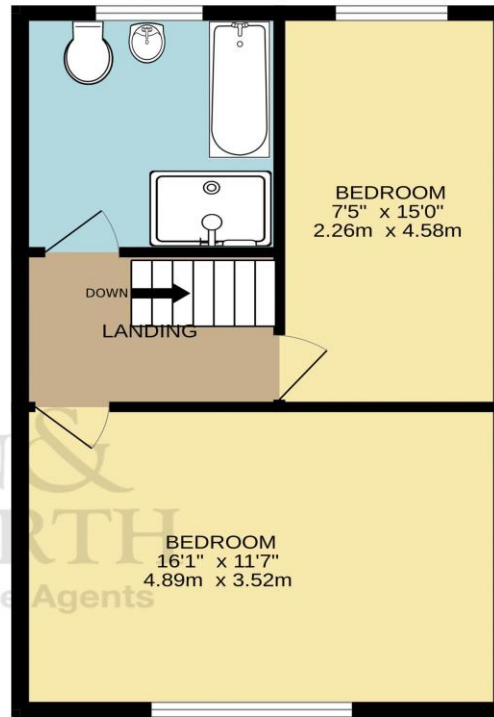 BEDROOM
7'5" x 15'0"
2.26m x 4.58m
DOWN
LANDING
&
RTH
BEDROOM
16'1" x 11'7"
4.89m x 3.52m
Agents